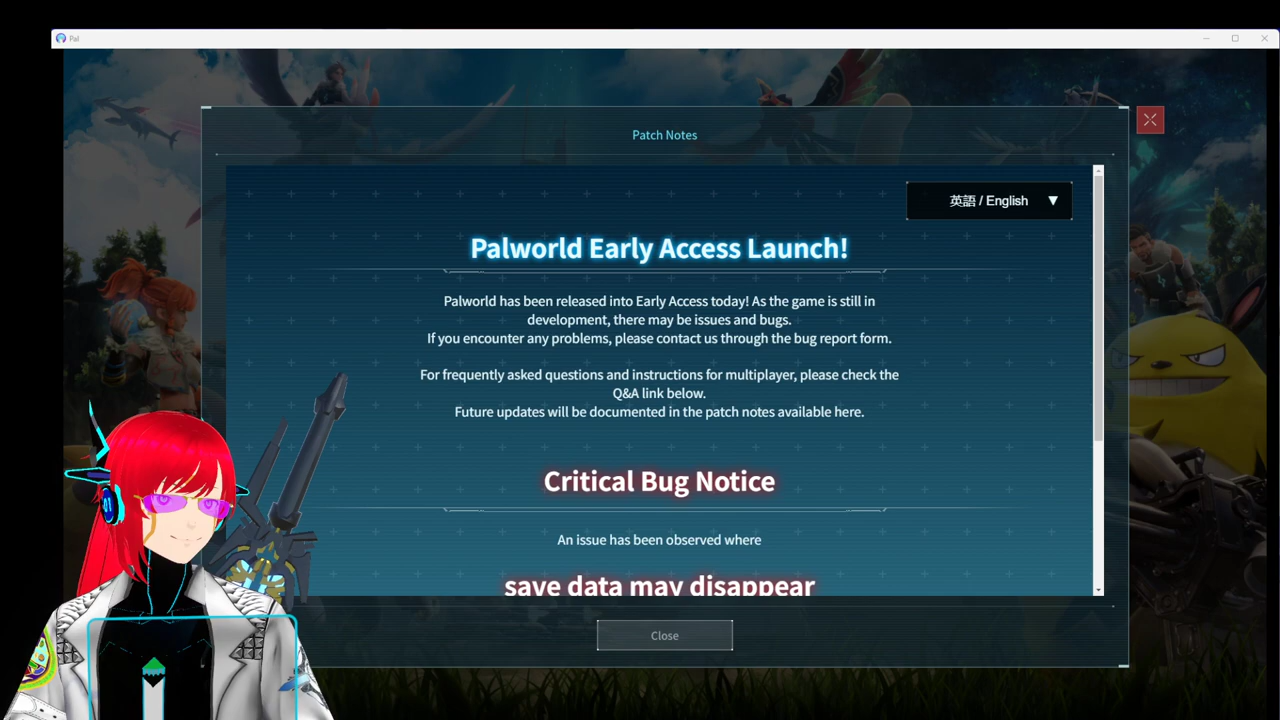 Pal
Patch Notes
英語 / English ▼
Palworld Early Access Launch!
Palworld has been released into Early Access today! As the game is still in
development, there may be issues and bugs.
If you encounter any problems, please contact us through the bug report form.
For frequently asked questions and instructions for multiplayer, please check the
Q&A link below.
Future updates will be documented in the patch notes available here.
Critical Bug Notice
An issue has been observed where
save data may disappear
Close